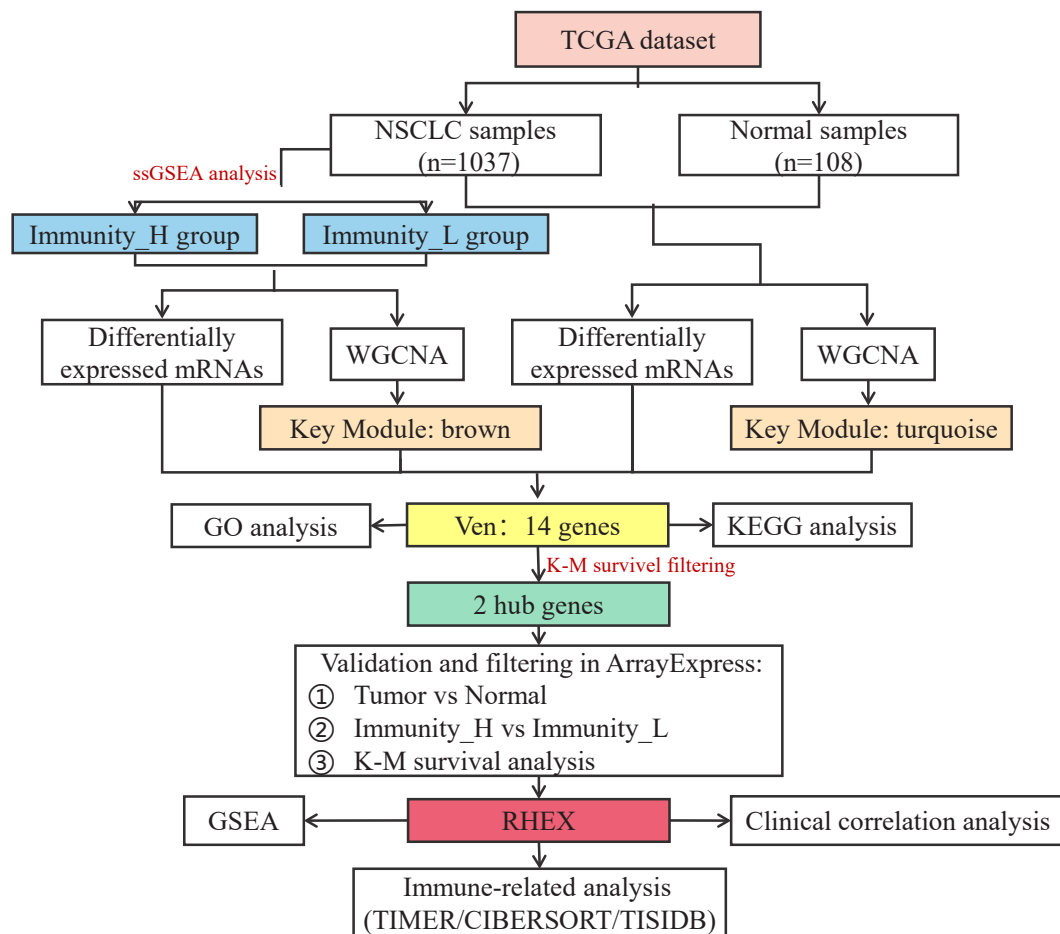 TCGA dataset
NSCLC samples
(n=1037)
Normal samples
(n=108)
ssGSEA analysis
Immunity_H group
Immunity_L group
Differentially
expressed mRNAs
WGCNA
Differentially
expressed mRNAs
WGCNA
Key Module: brown
Key Module: turquoise
GO analysis
Ven：14 genes
KEGG analysis
K-M survivel filtering
2 hub genes
Validation and filtering in ArrayExpress:
① Tumor vs Normal
② Immunity_H vs Immunity_L
③ K-M survival analysis
GSEA
RHEX
Clinical correlation analysis
Immune-related analysis
(TIMER/CIBERSORT/TISIDB)